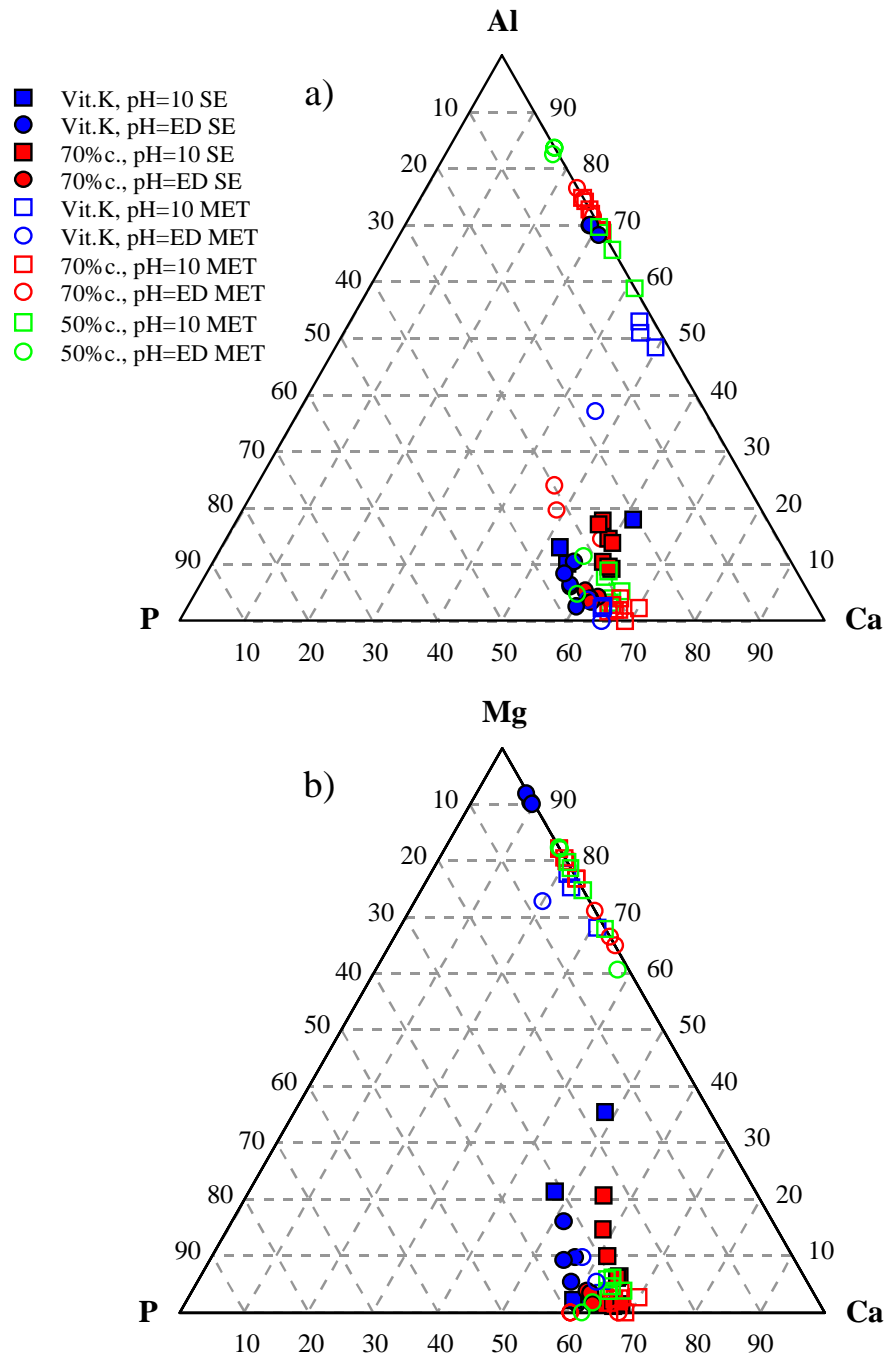 Al
a)
Vit.K, pH=10 SE
Vit.K, pH=ED SE
70%c., pH=10 SE
70%c., pH=ED SE
Vit.K, pH=10 MET
Vit.K, pH=ED MET
70%c., pH=10 MET
70%c., pH=ED MET
50%c., pH=10 MET
50%c., pH=ED MET
10 90
20 80
30 70
40 60
50 50
60 40
70 30
80 20
90 10
P Ca
10 20 30 40 50 60 70 80 90
Mg
b)
10 90
20 80
30 70
40 60
50 50
60 40
70 30
80 20
90 10
P Ca
10 20 30 40 50 60 70 80 90